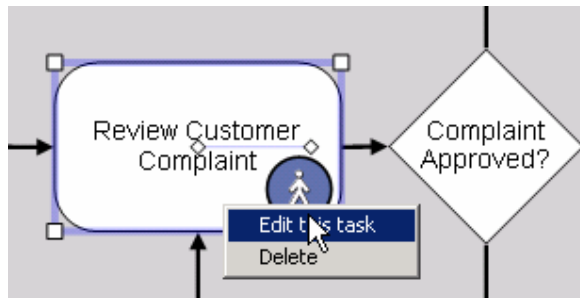 Review Customer
Complaint
Complaint
Approved?
Edit this task
Delete